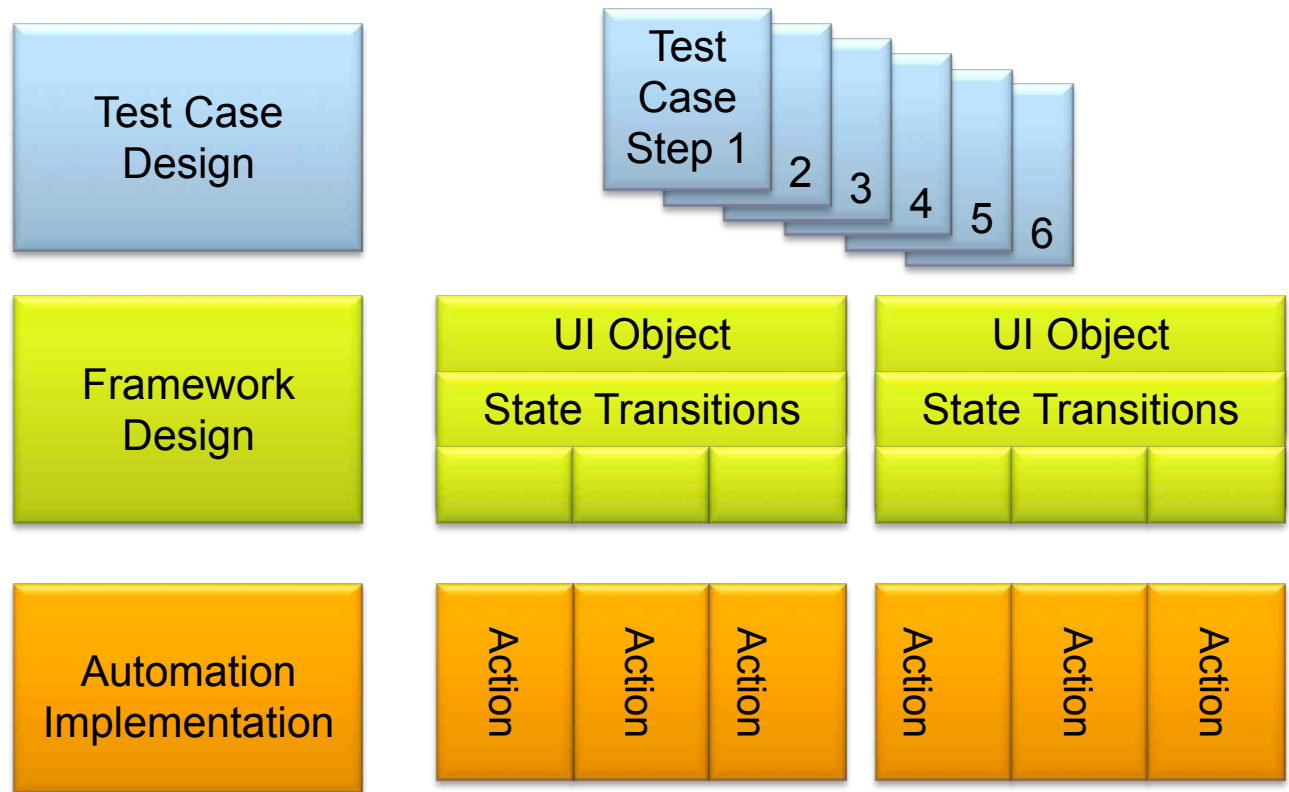 Test Case
Design
Test
Case
Step 1
2
3
4
5
6
Framework
Design
UI Object
State Transitions
UI Object
State Transitions
Automation
Implementation
Action
Action
Action
Action
Action
Action